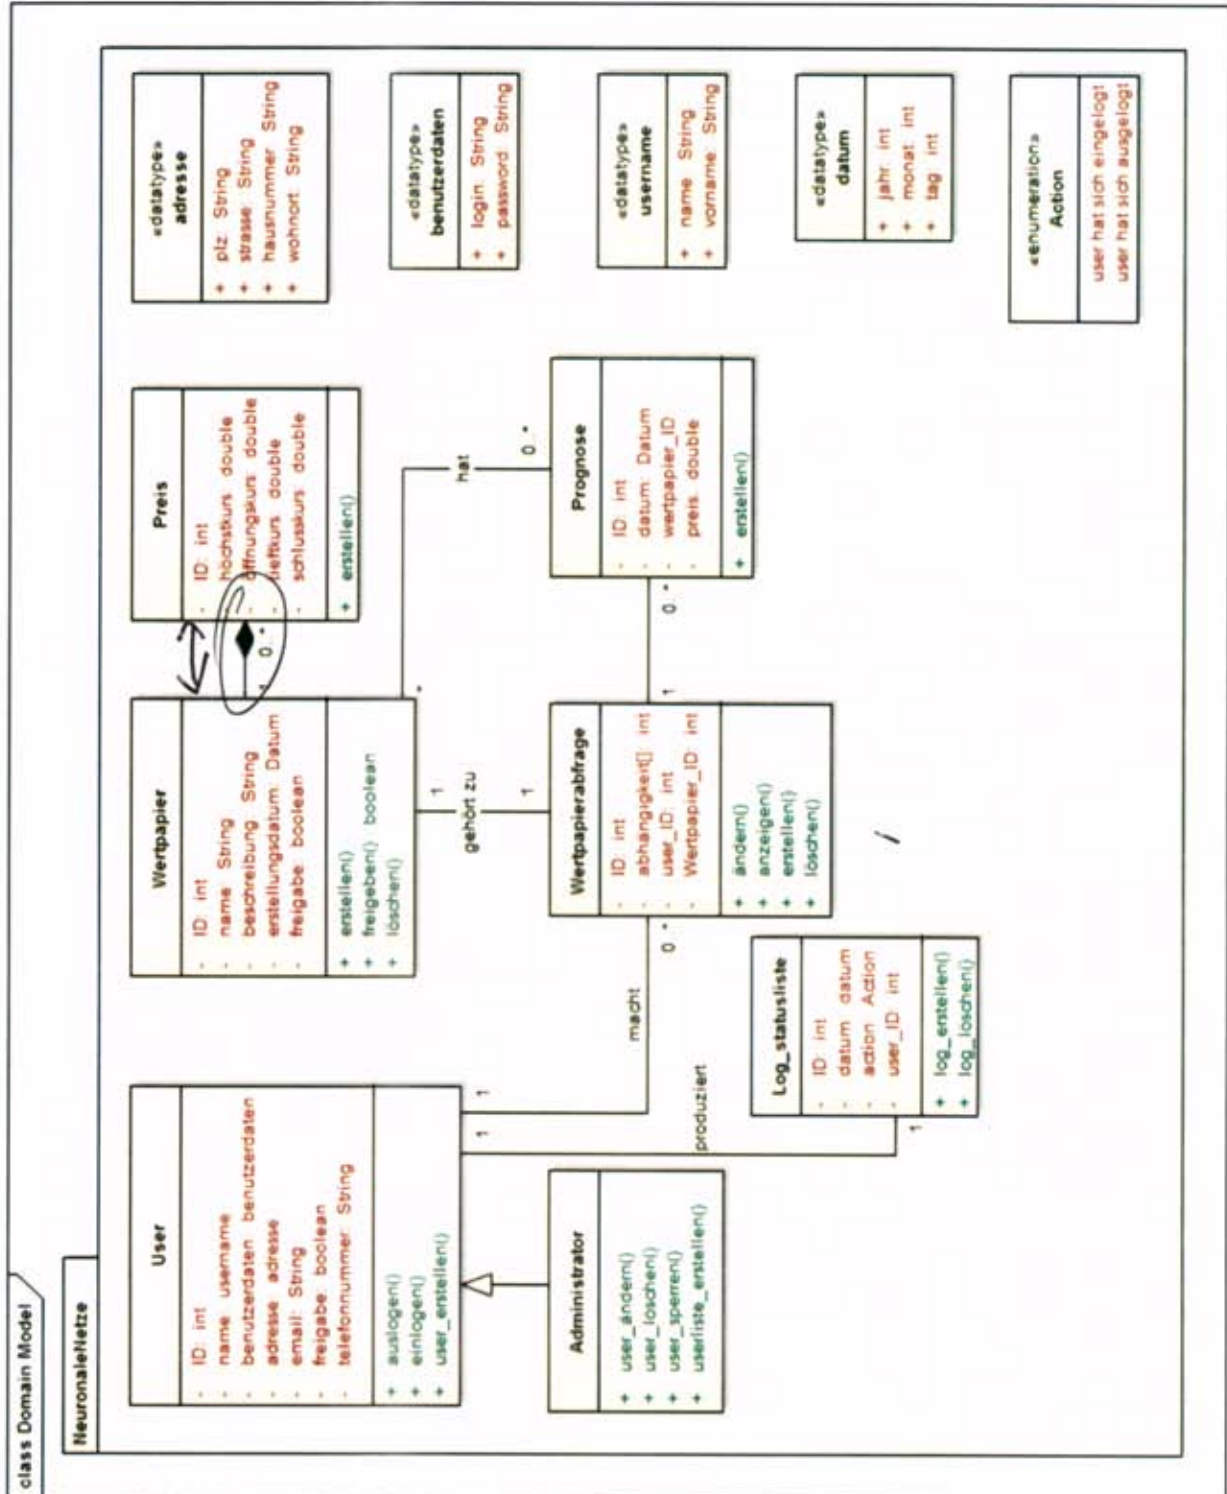 class Domain Model
NeuronaleNetze
User
- ID: int
- name: username
- benutzerdaten: benutzerdaten
- adresse: adresse
- email: String
- freigabe: boolean
- telefonnummer: String
+ auslogen()
+ einlogen()
+ user_erstellen()
Wertpapier
- ID: int
- name: String
- beschreibung: String
- erstellungsdatum: Datum
- freigabe: boolean
+ erstellen()
+ freigeben(): boolean
+ löschen()
1
0..*
Preis
- ID: int
- höchstkurs: double
- öffnungskurs: double
- tieftkurs: double
- schlusskurs: double
+ erstellen()
«datatype»
adresse
+ plz: String
+ strasse: String
+ hausnummer: String
+ wohnort: String
1
gehört zu
1
*
hat
0..*
«datatype»
benutzerdaten
+ login: String
+ password: String
1
1
macht
0..*
produziert
1
Administrator
+ user_ändern()
+ user_löschen()
+ user_sperren()
+ userliste_erstellen()
Wertpapierabfrage
- ID: int
- abhängigkeit[]: int
- user_ID: int
- Wertpapier_ID: int
+ ändern()
+ anzeigen()
+ erstellen()
+ löschen()
1
0..*
Prognose
- ID: int
- datum: Datum
- wertpapier_ID
- preis: double
+ erstellen()
«datatype»
username
+ name: String
+ vorname: String
Log_statusliste
- ID: int
- datum: datum
- action: Action
- user_ID: int
+ log_erstellen()
+ log_löschen()
«datatype»
datum
+ jahr: int
+ monat: int
+ tag: int
«enumeration»
Action
user hat sich eingelogt
user hat sich ausgelogt